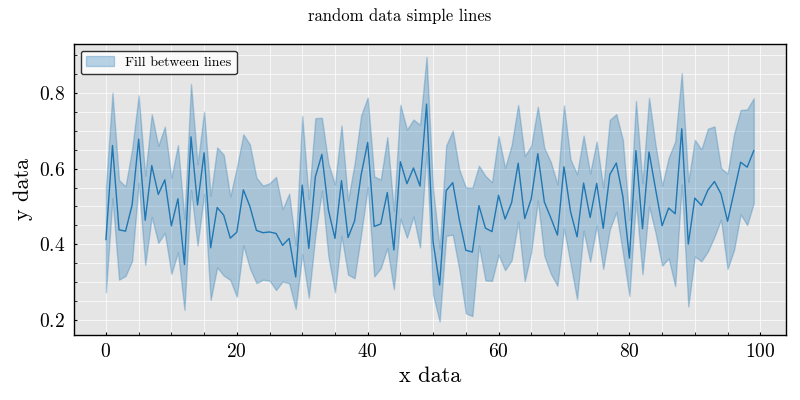 random data simple lines
Fill between lines
y data
0.8
0.6
0.4
0.2
0 20 40 60 80 100
x data